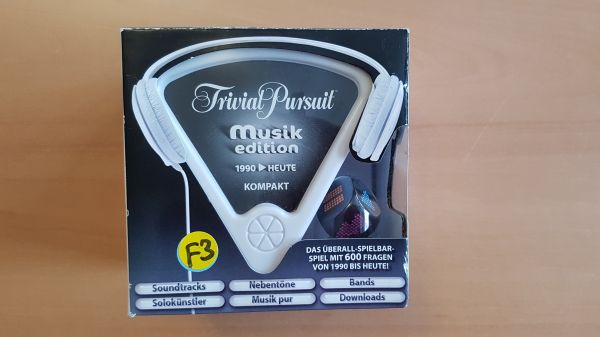 Trivial Pursuit
musik
edition
1990 ▶ HEUTE
KOMPAKT
F3
DAS ÜBERALL-SPIELBAR-
SPIEL MIT 600 FRAGEN
VON 1990 BIS HEUTE!
Soundtracks Nebentöne Bands
Solokünstler Musik pur Downloads